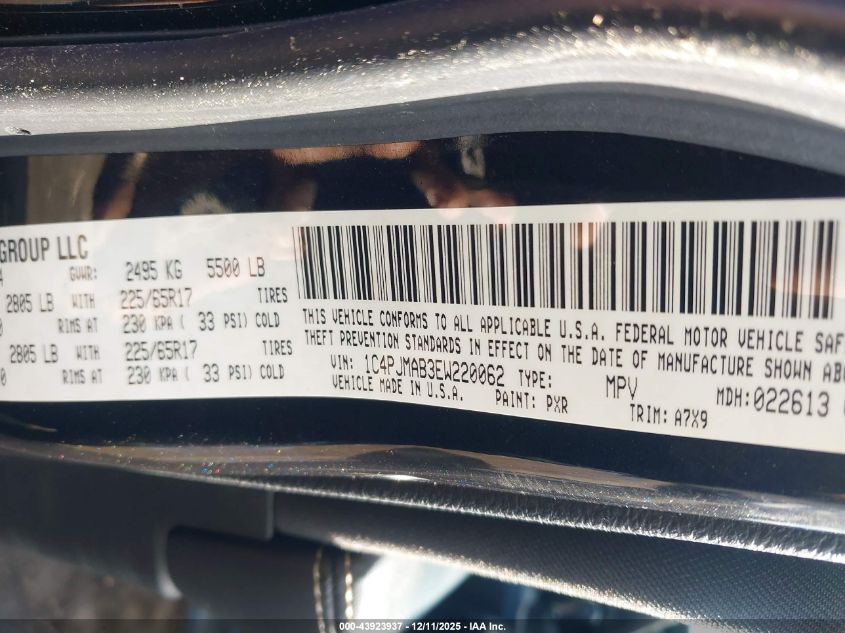 GROUP LLC
GVWR: 2495 KG 5500 LB
2805 LB WITH 225/65R17 TIRES
RIMS AT 230 KPA ( 33 PSI) COLD
2805 LB WITH 225/65R17 TIRES
RIMS AT 230 KPA ( 33 PSI) COLD
THIS VEHICLE CONFORMS TO ALL APPLICABLE U.S.A. FEDERAL MOTOR VEHICLE
THEFT PREVENTION STANDARDS IN EFFECT ON THE DATE OF MANUFACTURE SHOWN
VIN: 1C4PJMAB3EW220062 TYPE: MPV MDH:022613
VEHICLE MADE IN U.S.A. PAINT: PXR TRIM: A7X9
000-43923937 - 12/11/2025 - IAA Inc.